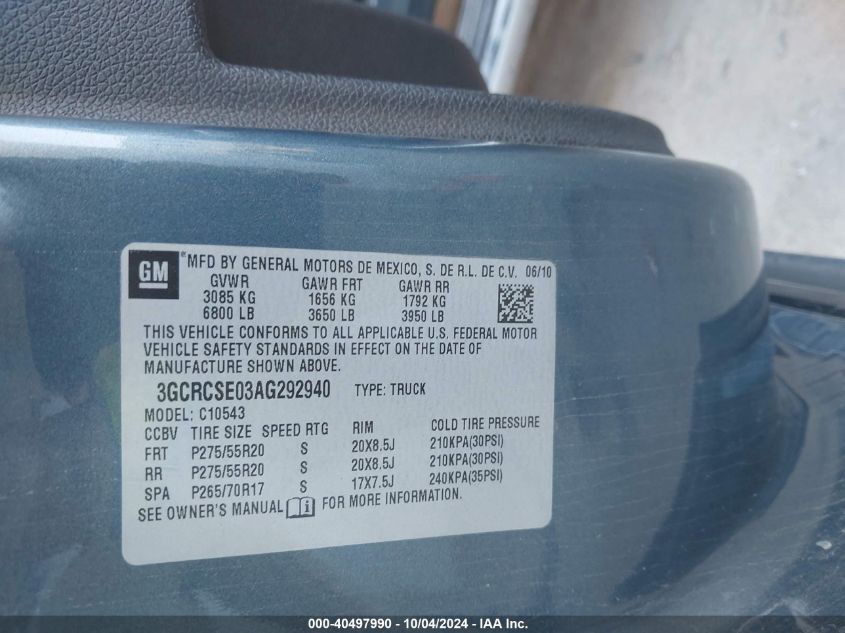 GM ® MFD BY GENERAL MOTORS DE MEXICO, S. DE R.L. DE C.V. 06/10
GVWR GAWR FRT GAWR RR
3085 KG 1656 KG 1792 KG
6800 LB 3650 LB 3950 LB
THIS VEHICLE CONFORMS TO ALL APPLICABLE U.S. FEDERAL MOTOR
VEHICLE SAFETY STANDARDS IN EFFECT ON THE DATE OF
MANUFACTURE SHOWN ABOVE.
3GCRCSE03AG292940 TYPE: TRUCK
MODEL: C10543
CCBV TIRE SIZE SPEED RTG RIM COLD TIRE PRESSURE
FRT P275/55R20 S 20X8.5J 210KPA(30PSI)
RR P275/55R20 S 20X8.5J 210KPA(30PSI)
SPA P265/70R17 S 17X7.5J 240KPA(35PSI)
SEE OWNER'S MANUAL i FOR MORE INFORMATION.
000-40497990 - 10/04/2024 - IAA Inc.